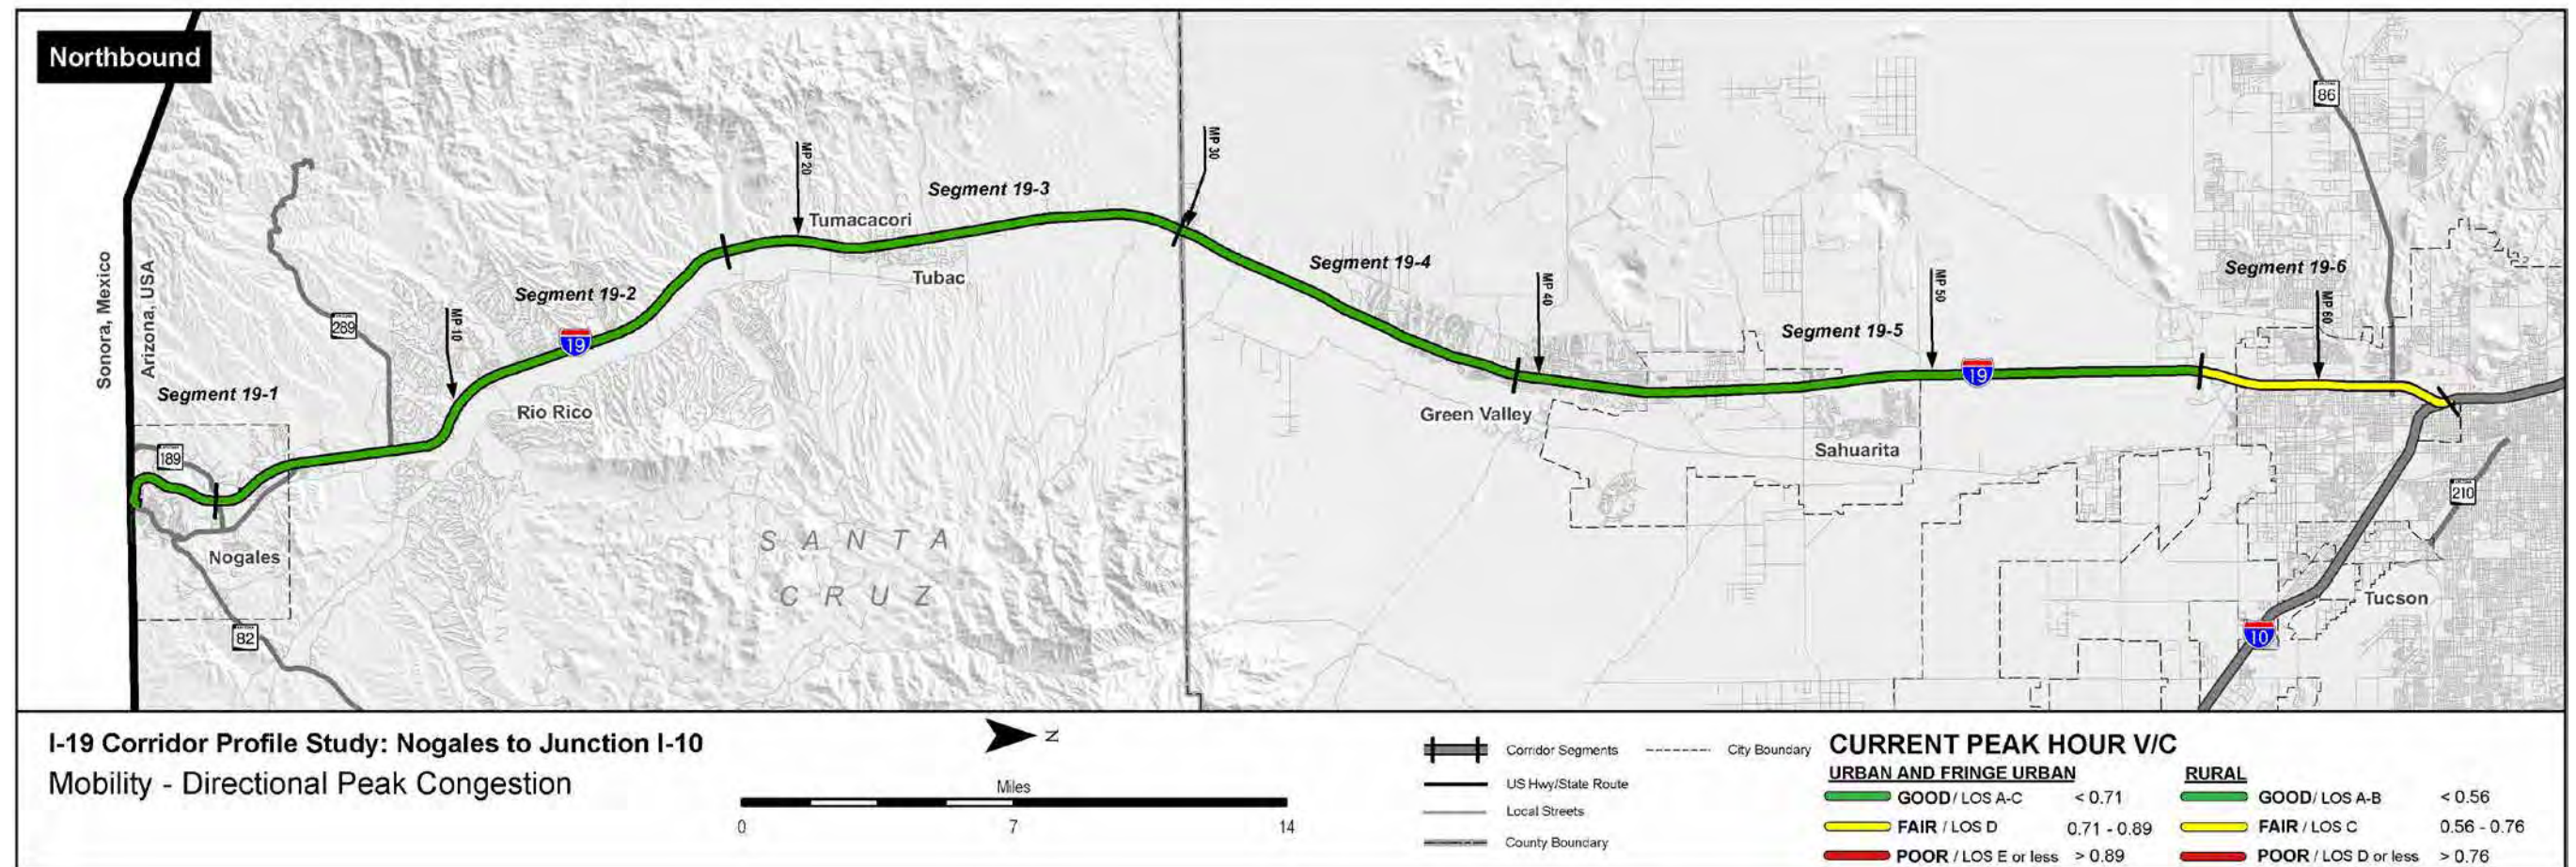 Northbound
86
MP 30
MP 20
Segment 19-3
Tumacacori
Sonora, Mexico
Arizona, USA
Segment 19-4
Segment 19-6
Tubac
MP 40
MP 50
MP 60
Segment 19-2
289
MP 10
19
Segment 19-5
19
Segment 19-1
Rio Rico
Green Valley
Sahuarita
189
210
Nogales
SANTA
CRUZ
Tucson
82
10
I-19 Corridor Profile Study: Nogales to Junction I-10
Mobility - Directional Peak Congestion
N
Miles
0 7 14
Corridor Segments
City Boundary
US Hwy/State Route
Local Streets
County Boundary
CURRENT PEAK HOUR V/C
URBAN AND FRINGE URBAN
GOOD / LOS A-C < 0.71
FAIR / LOS D 0.71 - 0.89
POOR / LOS E or less > 0.89
RURAL
GOOD / LOS A-B < 0.56
FAIR / LOS C 0.56 - 0.76
POOR / LOS D or less > 0.76